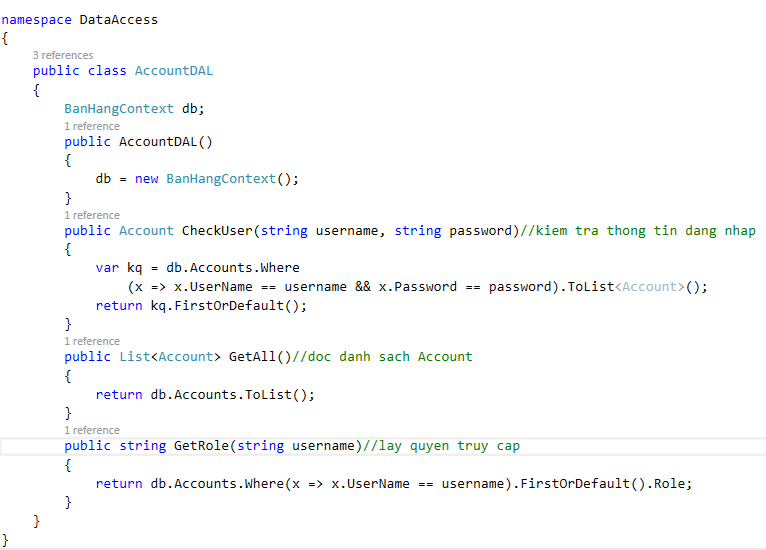 namespace DataAccess
{
3 references
public class AccountDAL
{
BanHangContext db;
1 reference
public AccountDAL()
{
db = new BanHangContext();
}
1 reference
public Account CheckUser(string username, string password)//kiem tra thong tin dang nhap
{
var kq = db.Accounts.Where
(x => x.UserName == username && x.Password == password).ToList<Account>();
return kq.FirstOrDefault();
}
1 reference
public List<Account> GetAll()//doc danh sach Account
{
return db.Accounts.ToList();
}
1 reference
public string GetRole(string username)//lay quyen truy cap
{
return db.Accounts.Where(x => x.UserName == username).FirstOrDefault().Role;
}
}
}